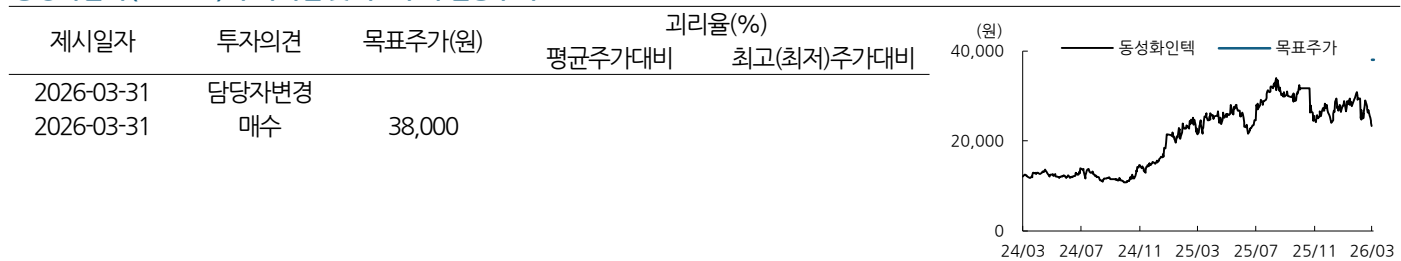 제시일자 투자의견 목표주가(원) 괴리율(%)
평균주가대비 최고(최저)주가대비
2026-03-31 담당자변경
2026-03-31 매수 38,000
(원)
40,000
동성화인텍 목표주가
20,000
0
24/03 24/07 24/11 25/03 25/07 25/11 26/03